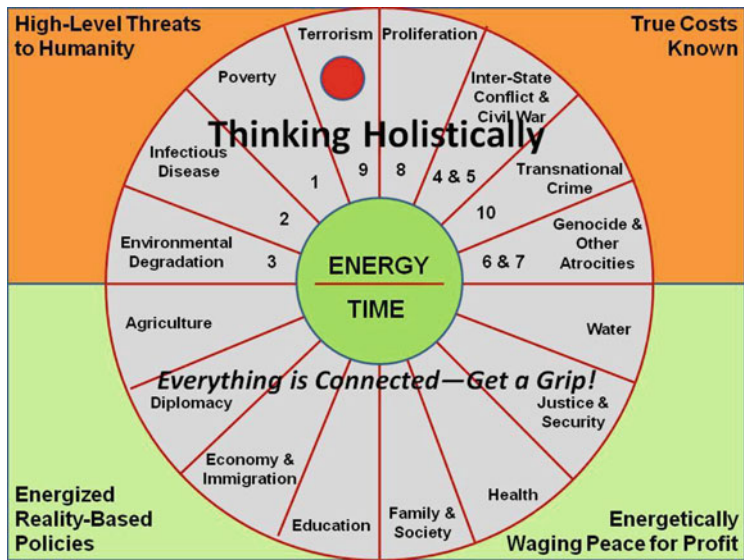 High-Level Threats
to Humanity
True Costs
Known
Terrorism
Proliferation
Poverty
Inter-State
Conflict &
Civil War
Thinking Holistically
Infectious
Disease
Transnational
Crime
Environmental
Degradation
Genocide &
Other
Atrocities
1
9
8
4 & 5
2
10
3
6 & 7
ENERGY
TIME
Agriculture
Water
Everything is Connected—Get a Grip!
Diplomacy
Justice &
Security
Economy &
Immigration
Health
Education
Family &
Society
Energized
Reality-Based
Policies
Energetically
Waging Peace for Profit